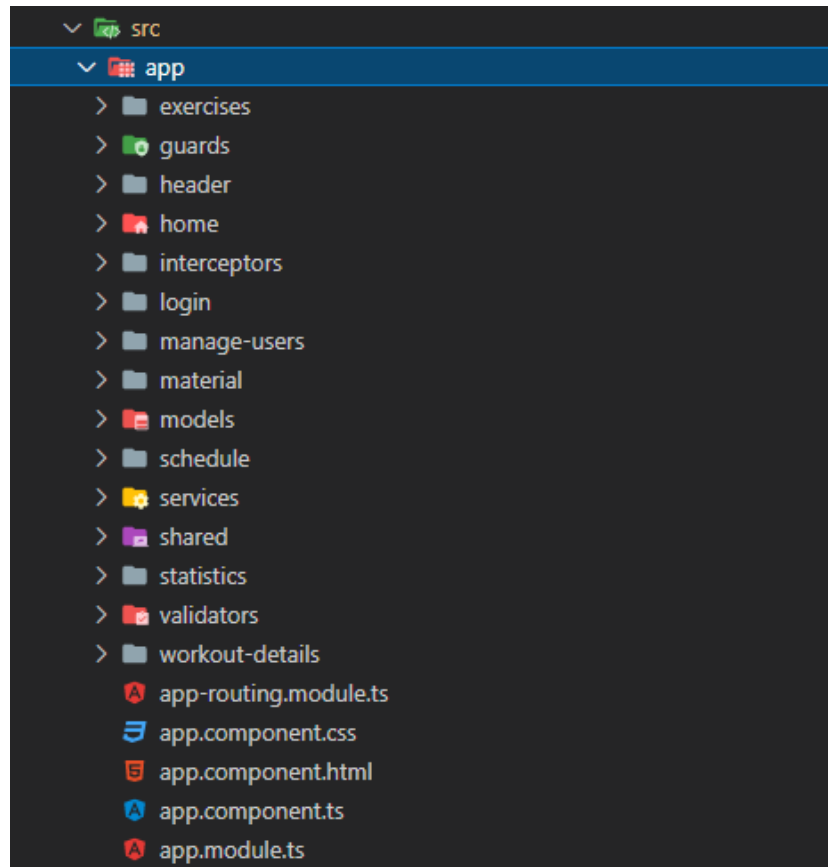 src
app
exercises
guards
header
home
interceptors
login
manage-users
material
models
schedule
services
shared
statistics
validators
workout-details
app-routing.module.ts
app.component.css
app.component.html
app.component.ts
app.module.ts